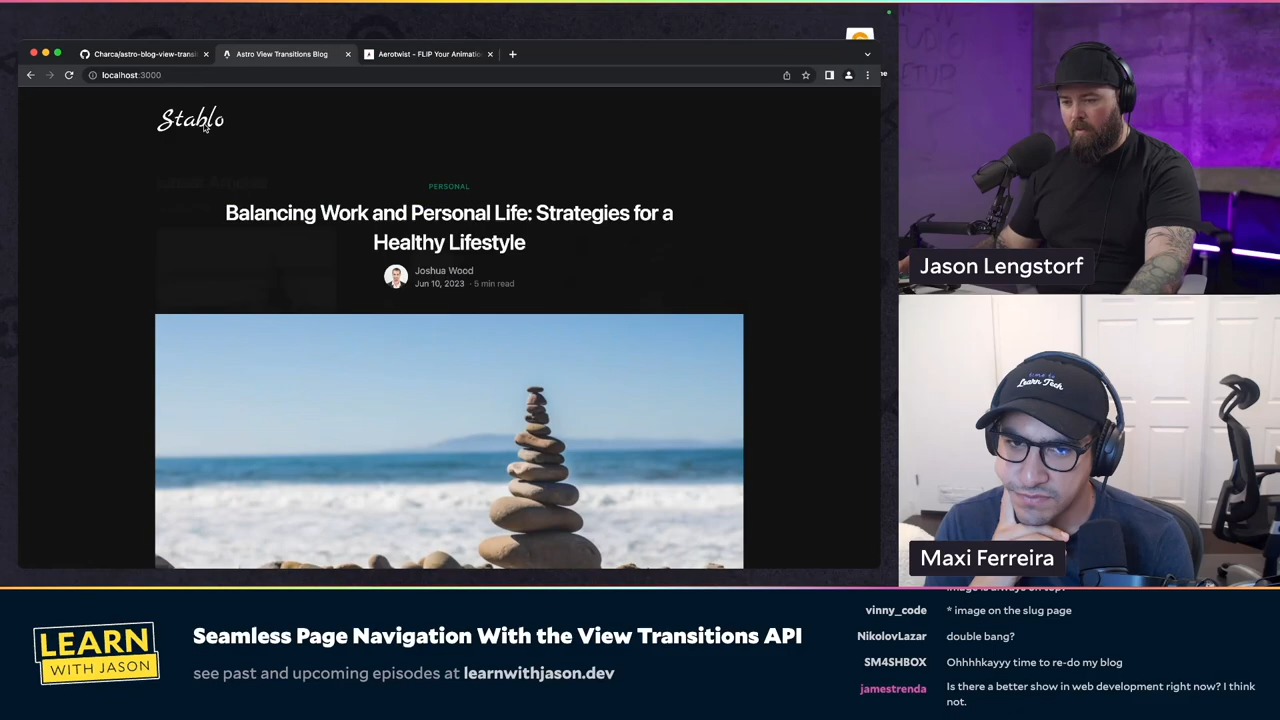 Charca/astro-blog-view-transi
Astro View Transitions Blog
Aerotwist - FLIP Your Animatio
localhost:3000
Stablo
PERSONAL
Balancing Work and Personal Life: Strategies for a
Healthy Lifestyle
Joshua Wood
Jun 10, 2023 · 5 min read
Jason Lengstorf
time to
Learn Tech
Maxi Ferreira
LEARN
WITH JASON
Seamless Page Navigation With the View Transitions API
see past and upcoming episodes at learnwithjason.dev
vinny_code * image on the slug page
NikolovLazar double bang?
SM4SHBOX Ohhhhkayyy time to re-do my blog
jamestrenda Is there a better show in web development right now? I think
not.